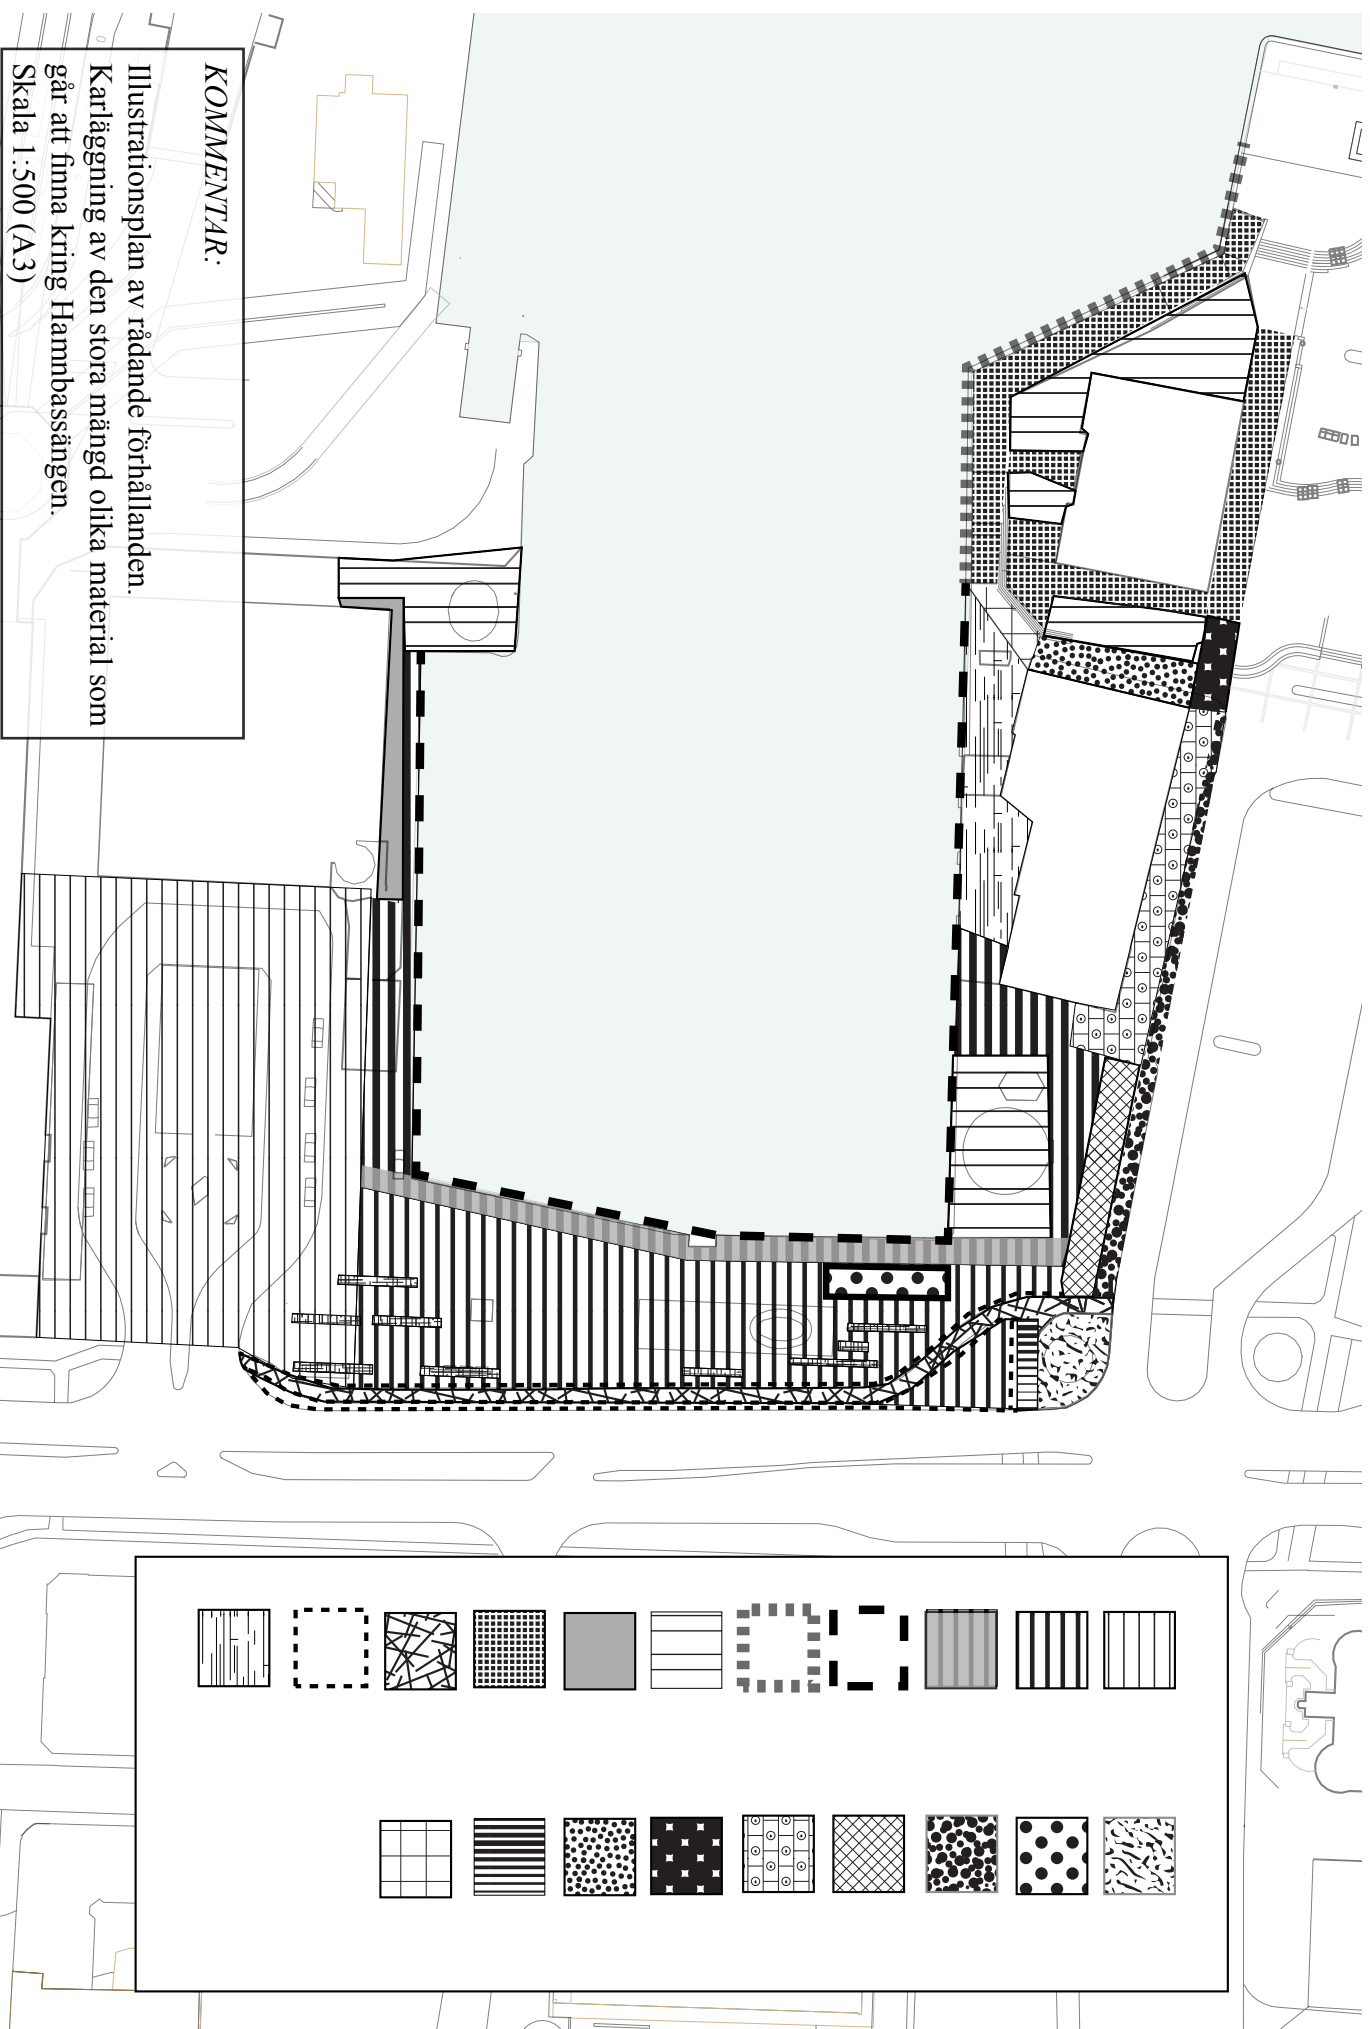 KOMMENTAR:
Illustrationsplan av rådande förhållanden.
Karläggning av den stora mängd olika material som
går att finna kring Hamnbassängen.
Skala 1:500 (A3)